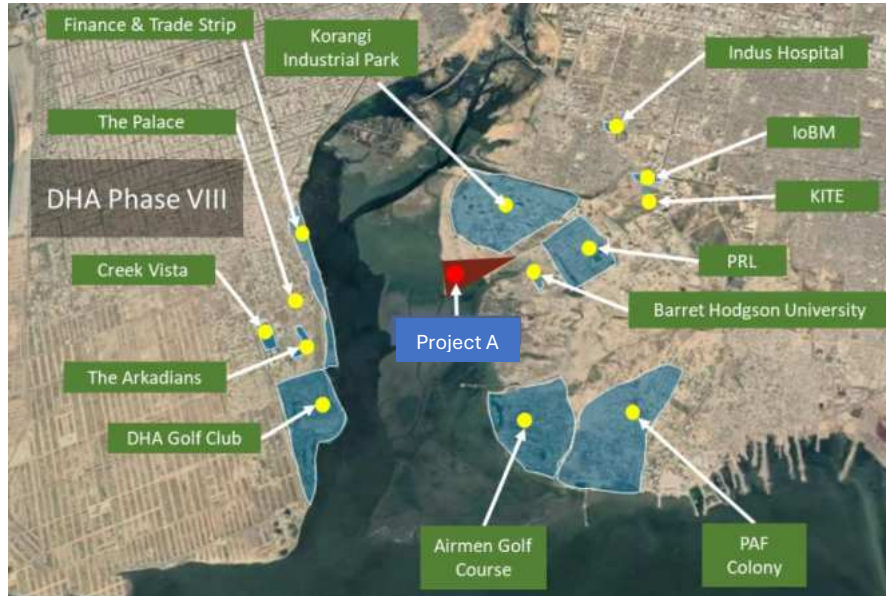 Finance & Trade Strip
Korangi
Industrial Park
Indus Hospital
The Palace
IoBM
DHA Phase VIII
KITE
Creek Vista
PRL
Barret Hodgson University
Project A
The Arkadians
DHA Golf Club
Airmen Golf
Course
PAF
Colony